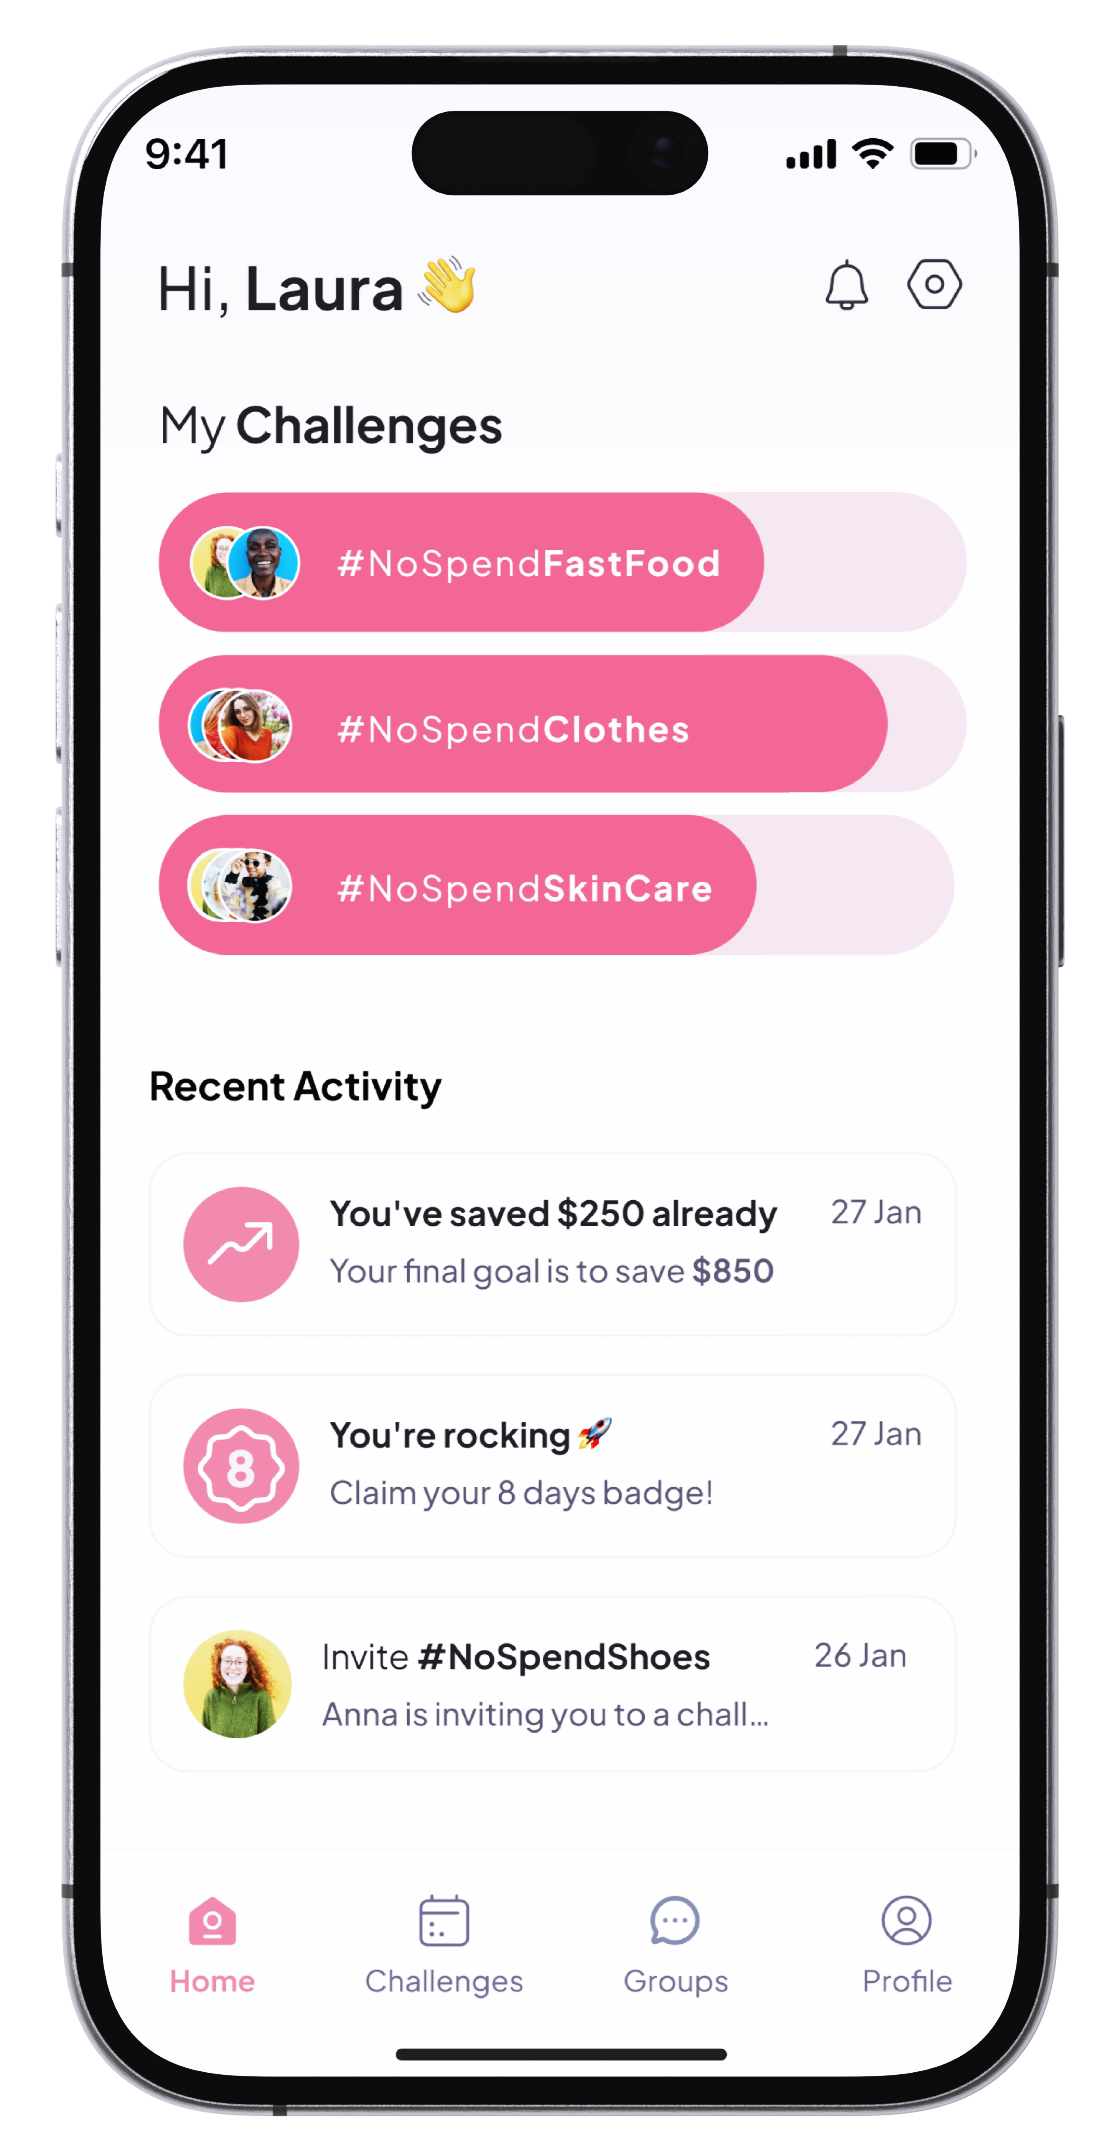 9:41
Hi, Laura 👋
My Challenges
#NoSpendFastFood
#NoSpendClothes
#NoSpendSkinCare
Recent Activity
You've saved $250 already 27 Jan
Your final goal is to save $850
You're rocking 🚀 27 Jan
8
Claim your 8 days badge!
Invite #NoSpendShoes 26 Jan
Anna is inviting you to a chall...
Home Challenges Groups Profile